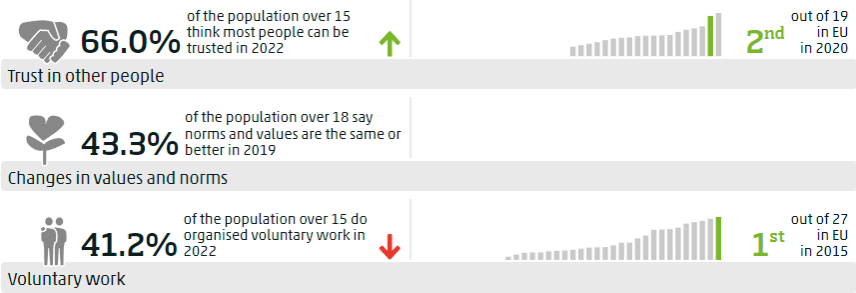 66.0%
of the population over 15
think most people can be
trusted in 2022
2nd
out of 19
in EU
in 2020
Trust in other people
43.3%
of the population over 18 say
norms and values are the same or
better in 2019
Changes in values and norms
41.2%
of the population over 15 do
organised voluntary work in
2022
1st
out of 27
in EU
in 2015
Voluntary work